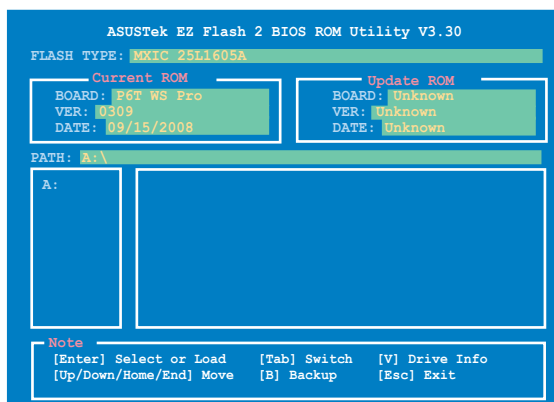 ASUSTek EZ Flash 2 BIOS ROM Utility V3.30
FLASH TYPE: MXIC 25L1605A
Current ROM
BOARD: P6T WS Pro
VER: 0309
DATE: 09/15/2008
Update ROM
BOARD: Unknown
VER: Unknown
DATE: Unknown
PATH: A:\
A:
Note
[Enter] Select or Load [Tab] Switch [V] Drive Info
[Up/Down/Home/End] Move [B] Backup [Esc] Exit